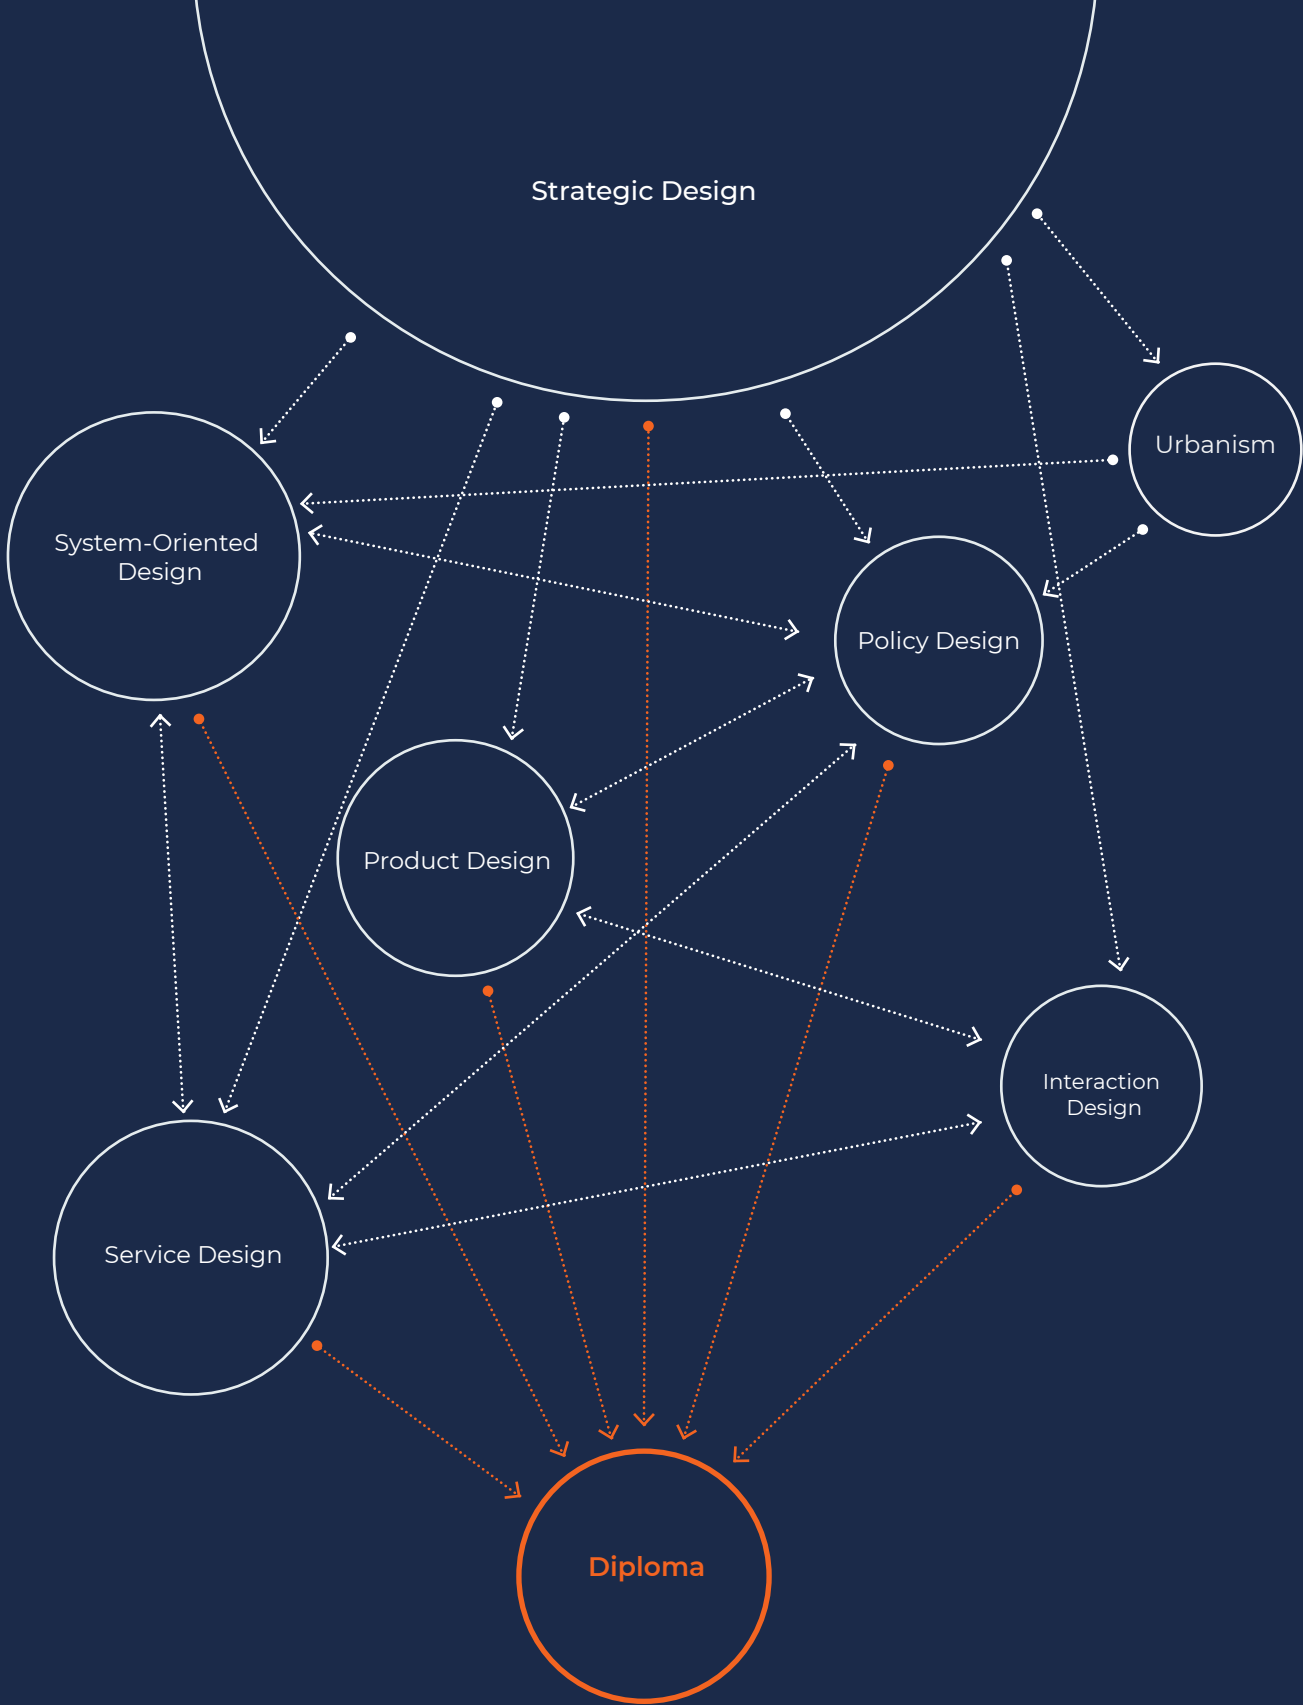 Strategic Design
Urbanism
System-Oriented
Design
Policy Design
Product Design
Interaction
Design
Service Design
Diploma